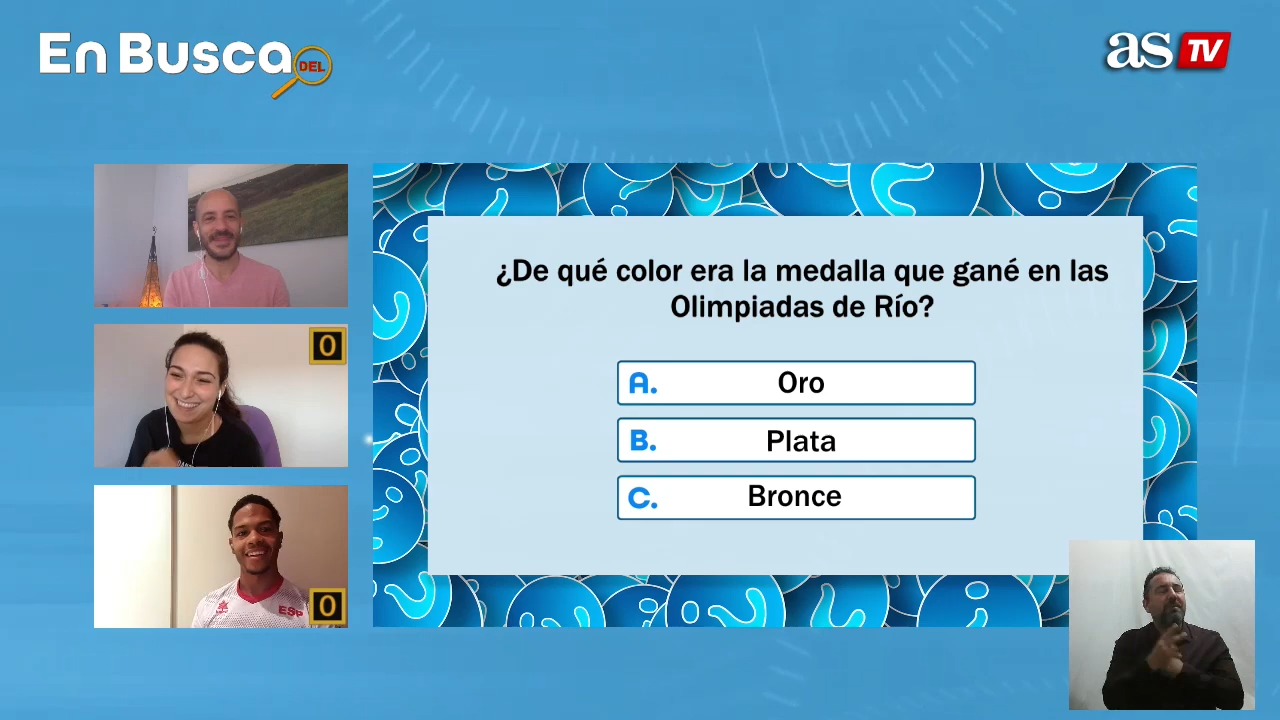 En Busca
DEL
as TV
¿De qué color era la medalla que gané en las
Olimpiadas de Río?
A. Oro
B. Plata
C. Bronce
0
ESP
0